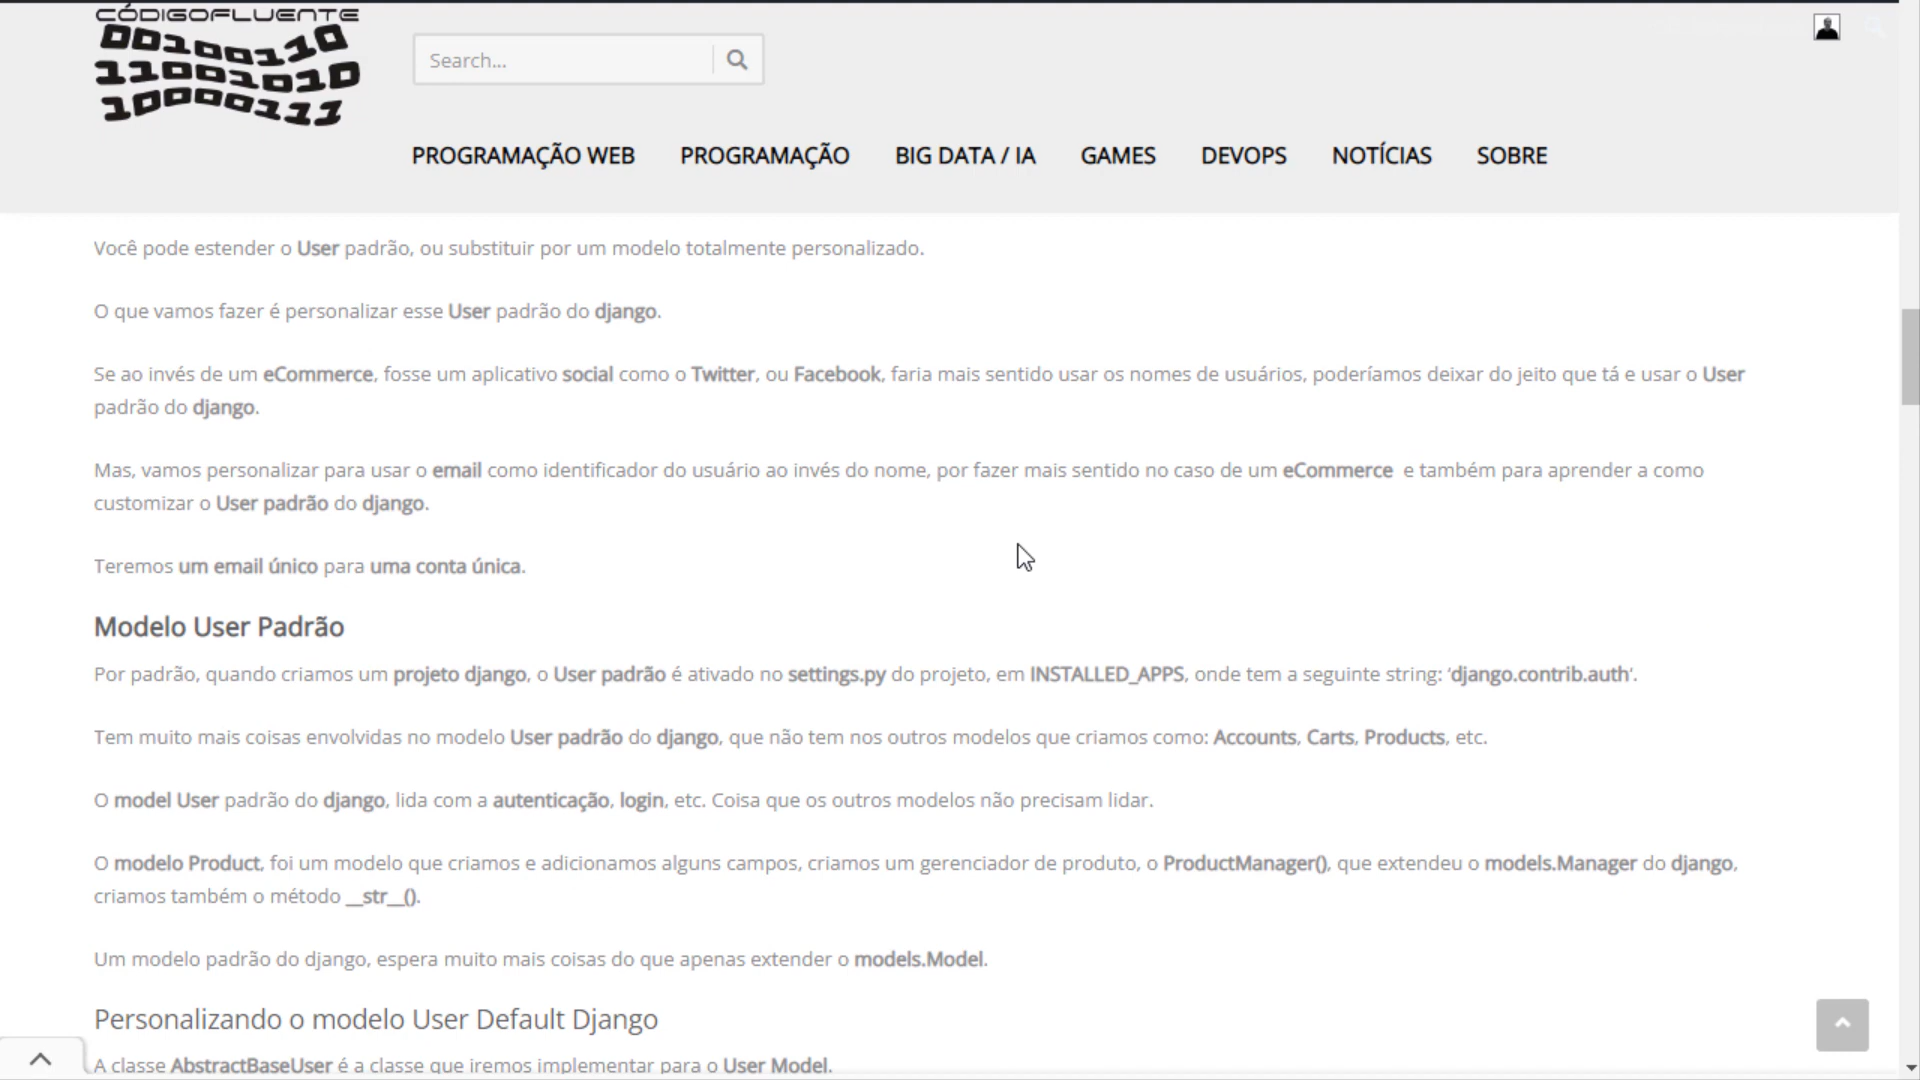 CÓDIGOFLUENTE
00100110
11001010
10000111
Search...
PROGRAMAÇÃO WEB PROGRAMAÇÃO BIG DATA / IA GAMES DEVOPS NOTÍCIAS SOBRE
Você pode estender o User padrão, ou substituir por um modelo totalmente personalizado.
O que vamos fazer é personalizar esse User padrão do django.
Se ao invés de um eCommerce, fosse um aplicativo social como o Twitter, ou Facebook, faria mais sentido usar os nomes de usuários, poderíamos deixar do jeito que tá e usar o User
padrão do django.
Mas, vamos personalizar para usar o email como identificador do usuário ao invés do nome, por fazer mais sentido no caso de um eCommerce e também para aprender a como
customizar o User padrão do django.
Teremos um email único para uma conta única.
Modelo User Padrão
Por padrão, quando criamos um projeto django, o User padrão é ativado no settings.py do projeto, em INSTALLED_APPS, onde tem a seguinte string: ‘django.contrib.auth‘.
Tem muito mais coisas envolvidas no modelo User padrão do django, que não tem nos outros modelos que criamos como: Accounts, Carts, Products, etc.
O model User padrão do django, lida com a autenticação, login, etc. Coisa que os outros modelos não precisam lidar.
O modelo Product, foi um modelo que criamos e adicionamos alguns campos, criamos um gerenciador de produto, o ProductManager(), que extendeu o models.Manager do django,
criamos também o método __str__().
Um modelo padrão do django, espera muito mais coisas do que apenas extender o models.Model.
Personalizando o modelo User Default Django
A classe AbstractBaseUser é a classe que iremos implementar para o User Model.